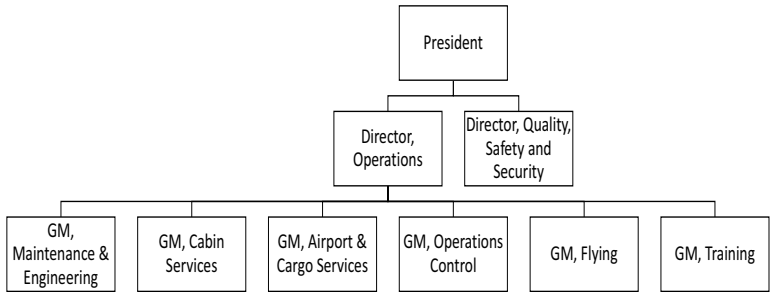 President
Director,
Operations
Director, Quality,
Safety and
Security
GM,
Maintenance &
Engineering
GM, Cabin
Services
GM, Airport &
Cargo Services
GM, Operations
Control
GM, Flying
GM, Training